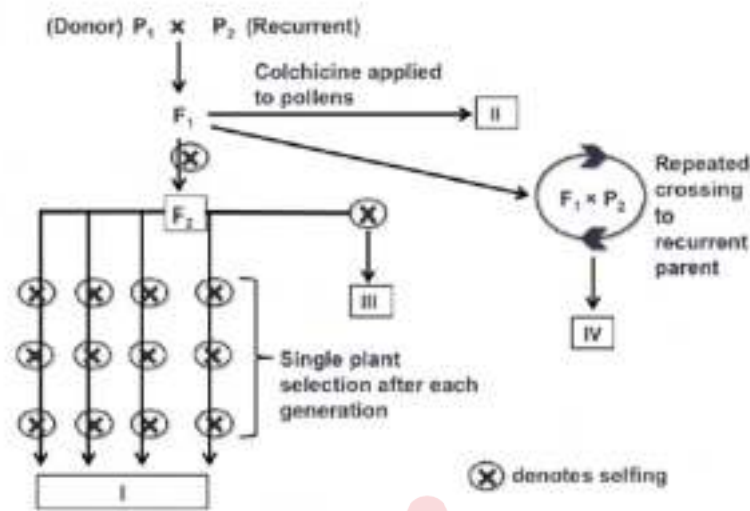 (Donor) P₁ × P₂ (Recurrent)
Colchicine applied
to pollens
F₁
II
Repeated
crossing
to
recurrent
parent
F₁ × P₂
F₂
III
IV
Single plant
selection after each
generation
I
denotes selfing